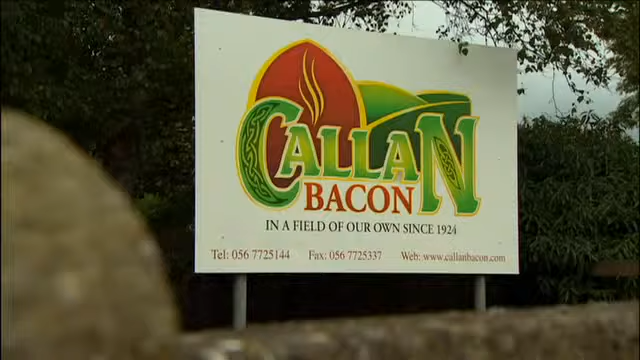 CALLAN
BACON
IN A FIELD OF OUR OWN SINCE 1924
Tel: 056 7725144 Fax: 056 7725337 Web: www.callanbacon.com